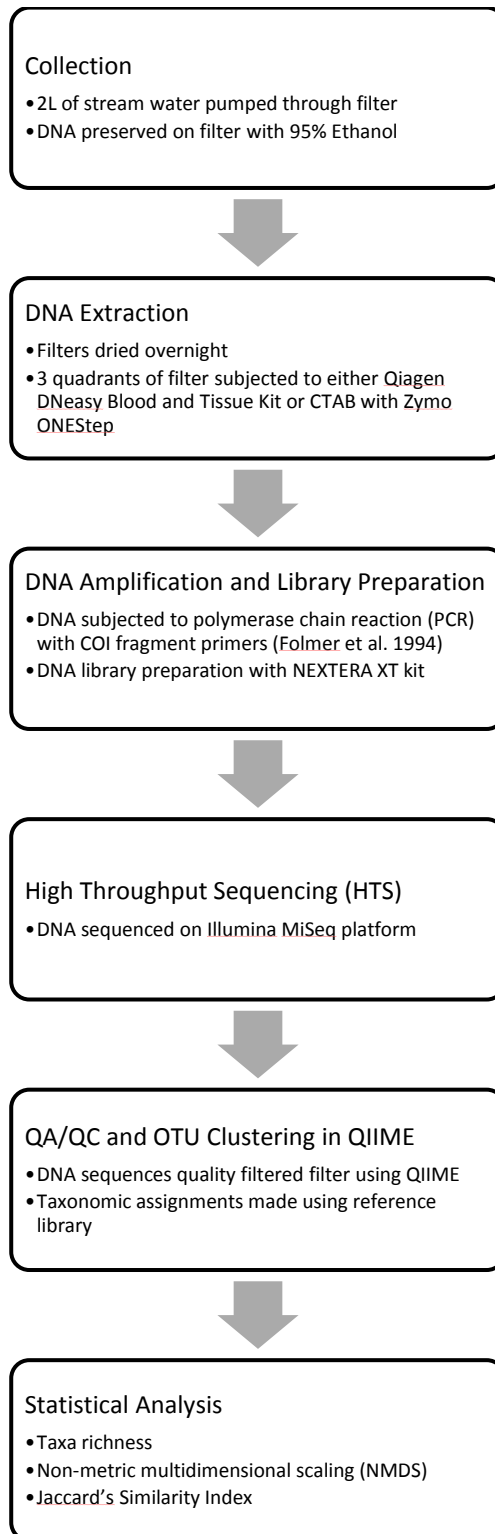 Collection
•2L of stream water pumped through filter
•DNA preserved on filter with 95% Ethanol
DNA Extraction
•Filters dried overnight
•3 quadrants of filter subjected to either Qiagen
DNeasy Blood and Tissue Kit or CTAB with Zymo
ONEStep
DNA Amplification and Library Preparation
•DNA subjected to polymerase chain reaction (PCR)
with COI fragment primers (Folmer et al. 1994)
•DNA library preparation with NEXTERA XT kit
High Throughput Sequencing (HTS)
•DNA sequenced on Illumina MiSeq platform
QA/QC and OTU Clustering in QIIME
•DNA sequences quality filtered filter using QIIME
•Taxonomic assignments made using reference
library
Statistical Analysis
•Taxa richness
•Non-metric multidimensional scaling (NMDS)
•Jaccard's Similarity Index